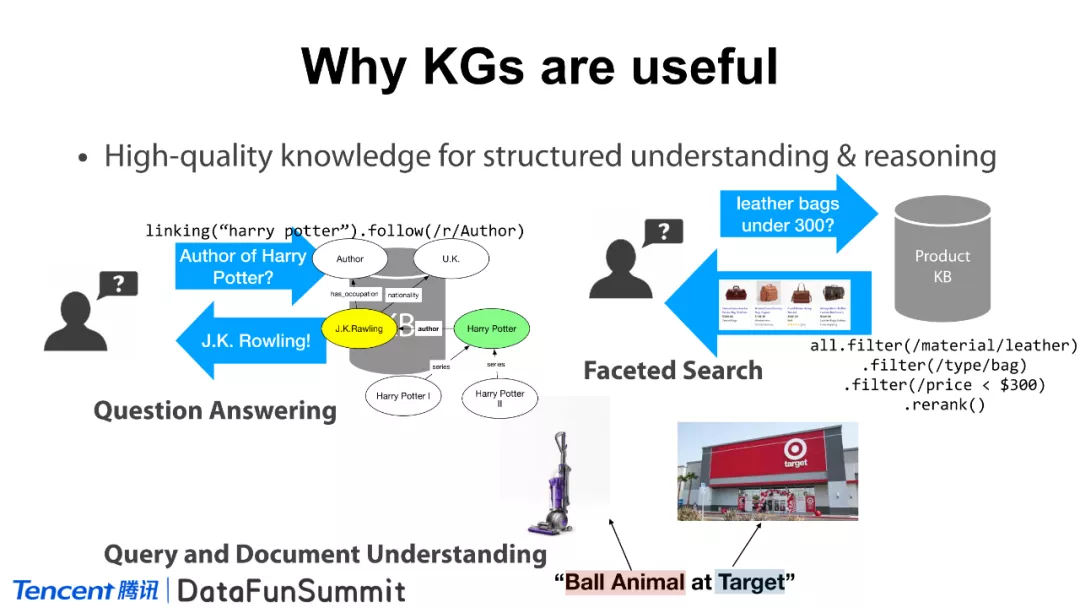 Why KGs are useful
• High-quality knowledge for structured understanding & reasoning
linking(“harry potter”).follow(/r/Author)
Author of Harry
Potter?
J.K. Rowling!
?
Author
U.K.
has_occupation
nationality
KB
J.K.Rawling
author
Harry Potter
series
series
Harry Potter I
Harry Potter
II
Question Answering
leather bags
under 300?
?
Product
KB
all.filter(/material/leather)
.filter(/type/bag)
.filter(/price < $300)
.rerank()
Faceted Search
target
Query and Document Understanding
“Ball Animal at Target”
Tencent 腾讯 | DataFunSummit